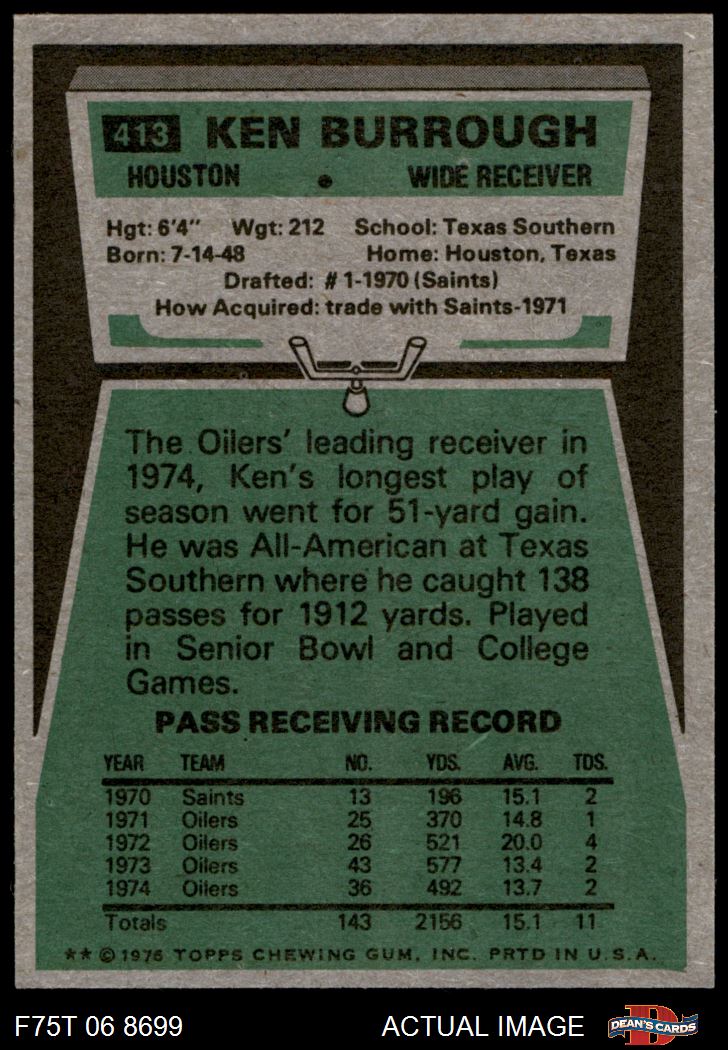 413 KEN BURROUGH
HOUSTON • WIDE RECEIVER
Hgt: 6'4" Wgt: 212 School: Texas Southern
Born: 7-14-48 Home: Houston, Texas
Drafted: #1-1970 (Saints)
How Acquired: trade with Saints-1971
The Oilers' leading receiver in
1974, Ken's longest play of
season went for 51-yard gain.
He was All-American at Texas
Southern where he caught 138
passes for 1912 yards. Played
in Senior Bowl and College
Games.
PASS RECEIVING RECORD
YEAR TEAM NO. YDS. AVG. TDS.
1970 Saints 13 196 15.1 2
1971 Oilers 25 370 14.8 1
1972 Oilers 26 521 20.0 4
1973 Oilers 43 577 13.4 2
1974 Oilers 36 492 13.7 2
Totals 143 2156 15.1 11
** © 1975 TOPPS CHEWING GUM, INC. PRTD IN U.S.A.
F75T 06 8699 ACTUAL IMAGE D DEAN'S CARDS